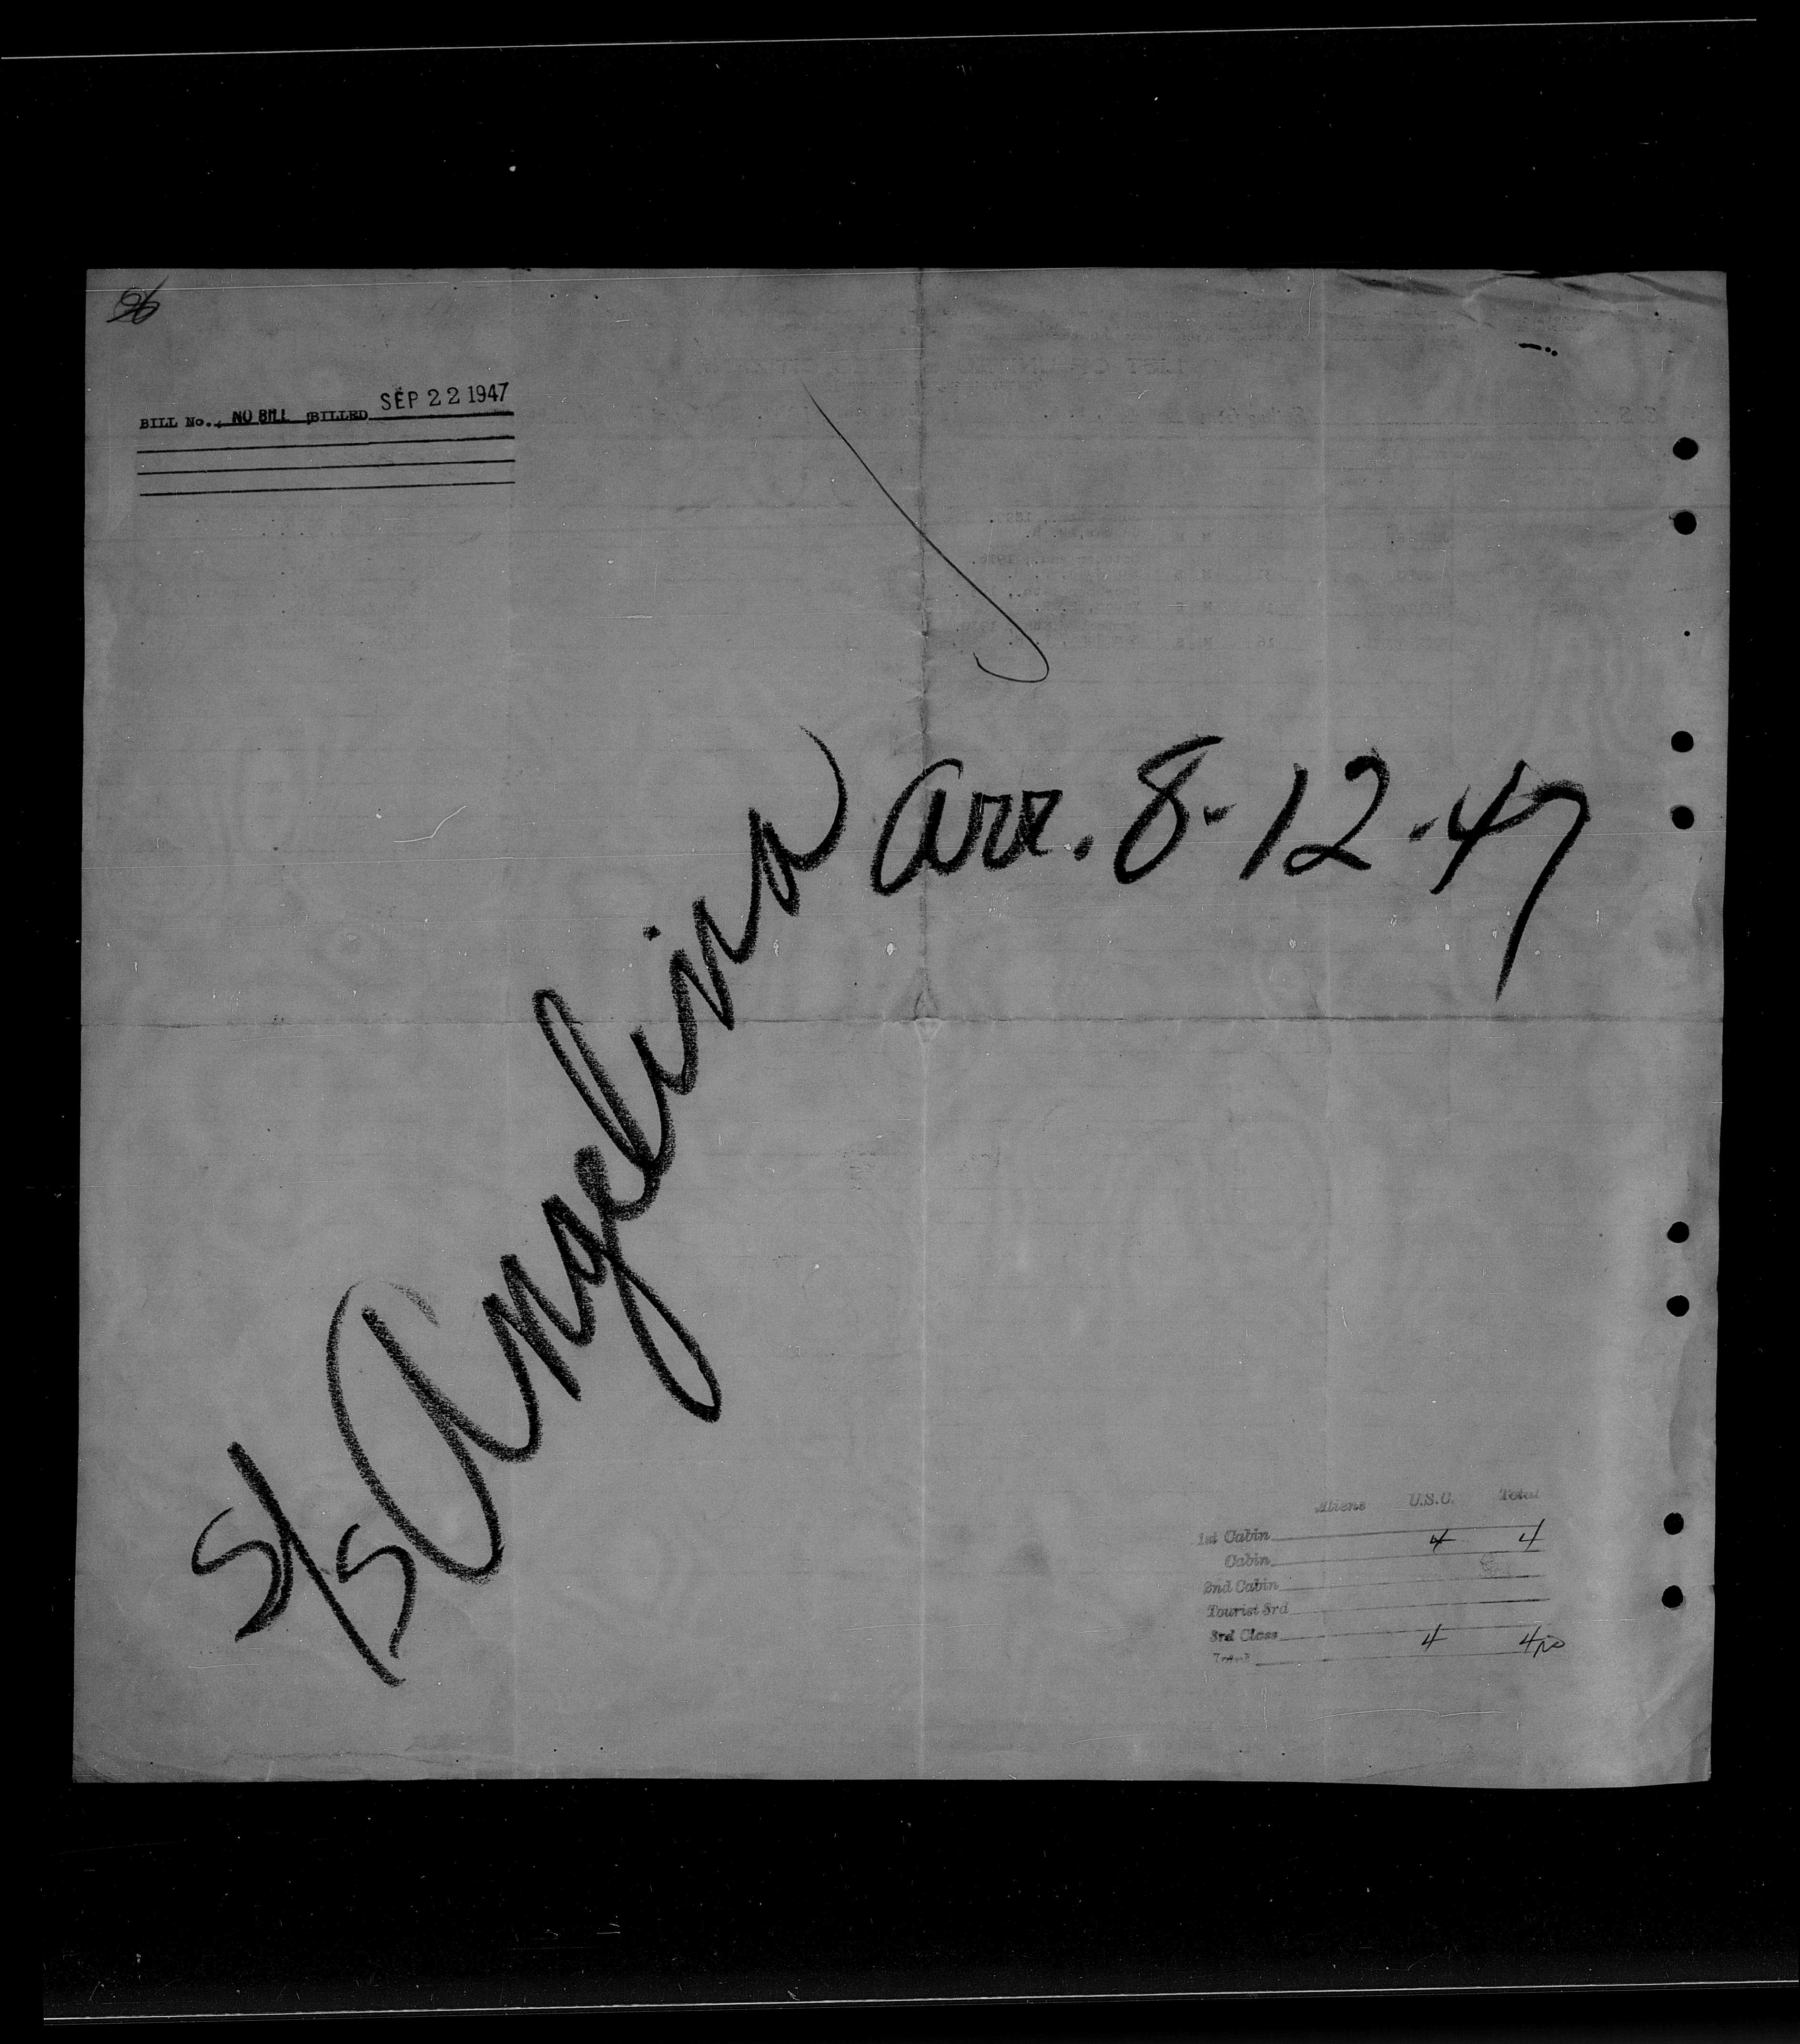 96
BILL No. NO BILL BILLED SEP 22 1947
S/S Angelina arr. 8-12-47
Aliens U.S.C. Total
1st Cabin 4 4
Cabin
2nd Cabin
Tourist 3rd
3rd Class 4 4
Total